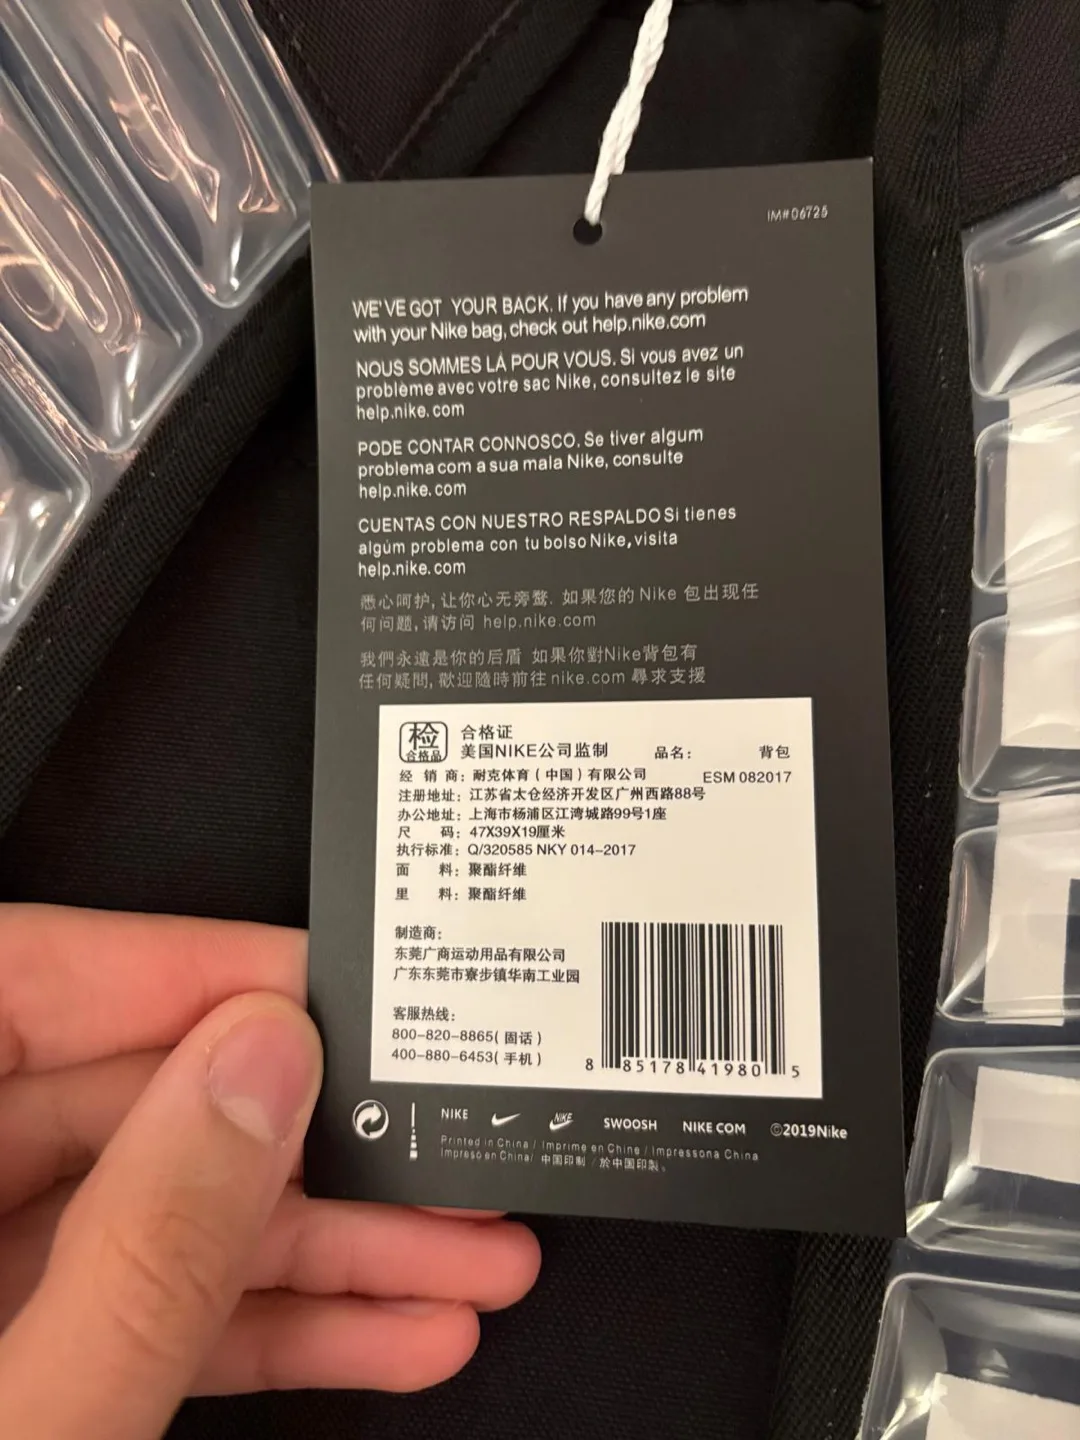 IM#06725
WE'VE GOT YOUR BACK. If you have any problem
with your Nike bag, check out help.nike.com
NOUS SOMMES LÀ POUR VOUS. Si vous avez un
problème avec votre sac Nike, consultez le site
help.nike.com
PODE CONTAR CONNOSCO. Se tiver algum
problema com a sua mala Nike, consulte
help.nike.com
CUENTAS CON NUESTRO RESPALDO Si tienes
algúm problema con tu bolso Nike, visita
help.nike.com
悉心呵护, 让你心无旁鹜. 如果您的 Nike 包出现任
何问题, 请访问 help.nike.com
我們永遠是你的后盾 如果你對Nike背包有
任何疑問, 歡迎隨時前往 nike.com 尋求支援
检
合格品
合格证
美国NIKE公司监制 品名: 背包
经 销 商: 耐克体育 ( 中国 ) 有限公司 ESM 082017
注册地址: 江苏省太仓经济开发区广州西路88号
办公地址: 上海市杨浦区江湾城路99号1座
尺 码: 47X39X19厘米
执行标准: Q/320585 NKY 014-2017
面 料: 聚酯纤维
里 料: 聚酯纤维
制造商:
东莞广商运动用品有限公司
广东东莞市寮步镇华南工业园
客服热线:
800-820-8865( 固话 )
400-880-6453( 手机 )
8 85178 41980 5
NIKE NIKE SWOOSH NIKE COM ©2019Nike
Printed in China / Imprime en Chine / Impressona China
Impreso en China/ 中国印制 / 於中国印製。